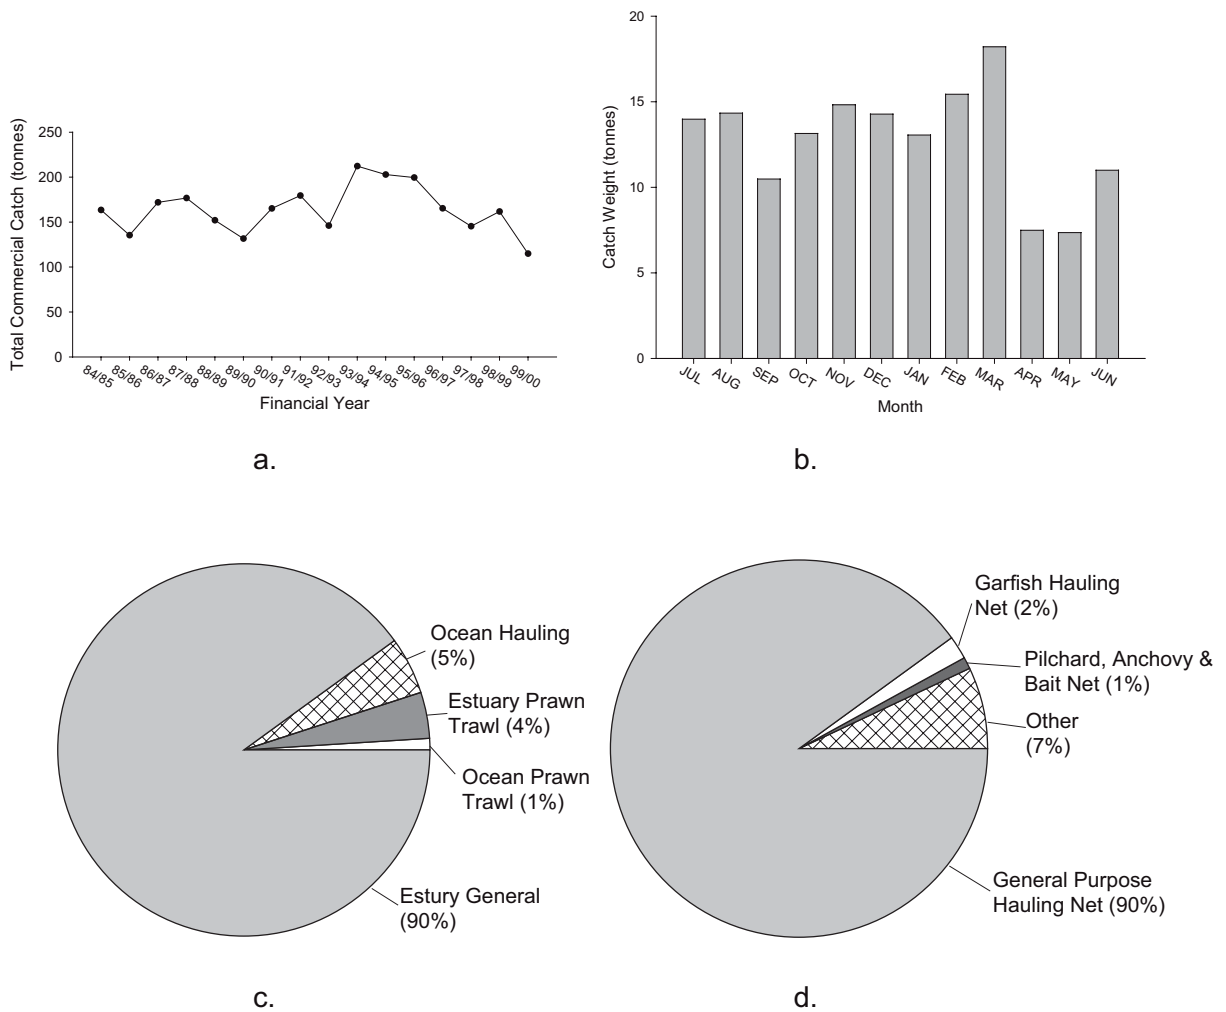 250
200
150
100
50
0
Total Commercial Catch (tonnes)
84/85
85/86
86/87
87/88
88/89
89/90
90/91
91/92
92/93
93/94
94/95
95/96
96/97
97/98
98/99
99/00
Financial Year
a.
20
15
10
5
0
Catch Weight (tonnes)
JUL
AUG
SEP
OCT
NOV
DEC
JAN
FEB
MAR
APR
MAY
JUN
Month
b.
Ocean Hauling
(5%)
Estuary Prawn
Trawl (4%)
Ocean Prawn
Trawl (1%)
Estury General
(90%)
c.
Garfish Hauling
Net (2%)
Pilchard, Anchovy &
Bait Net (1%)
Other
(7%)
General Purpose
Hauling Net (90%)
d.